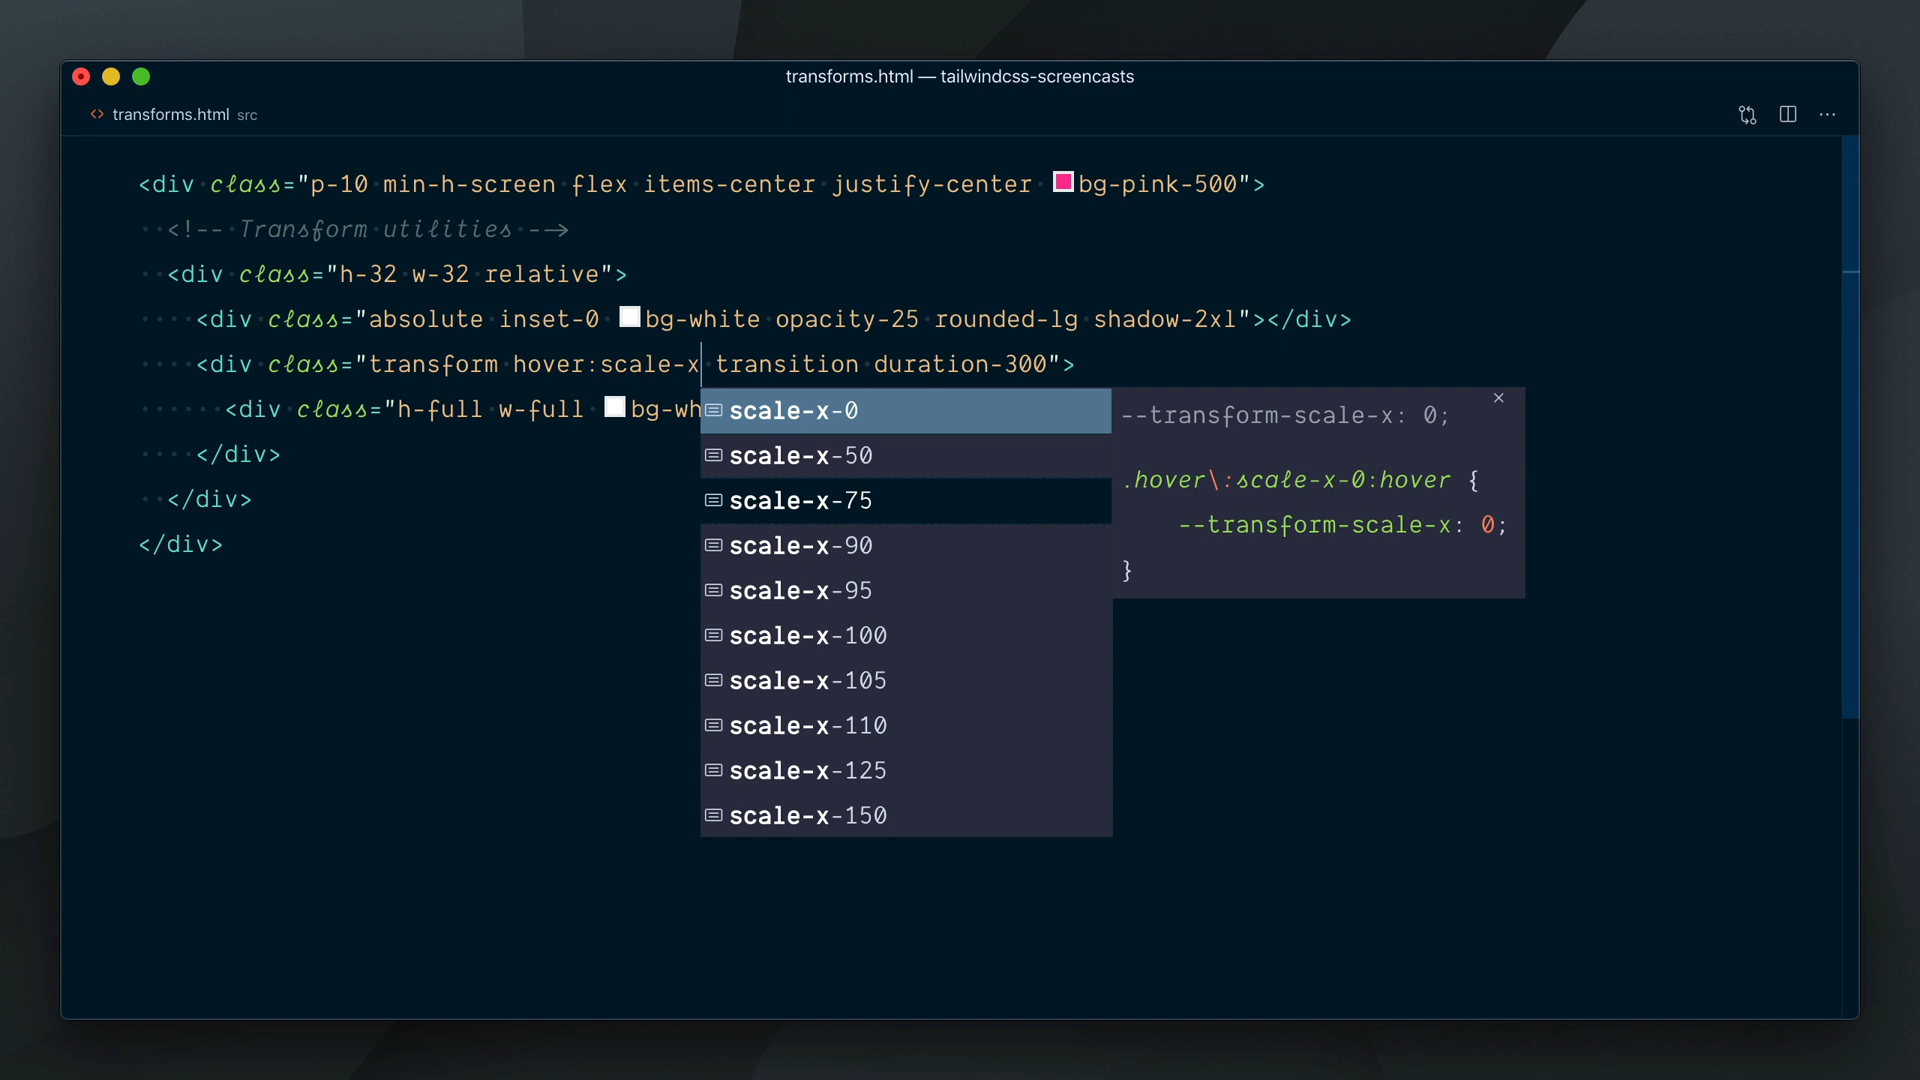 transforms.html — tailwindcss-screencasts
<> transforms.html src
<div class="p-10 min-h-screen flex items-center justify-center bg-pink-500">
<!-- Transform utilities -->
<div class="h-32 w-32 relative">
<div class="absolute inset-0 bg-white opacity-25 rounded-lg shadow-2xl"></div>
<div class="transform hover:scale-x transition duration-300">
<div class="h-full w-full bg-wh
</div>
</div>
</div>
scale-x-0
scale-x-50
scale-x-75
scale-x-90
scale-x-95
scale-x-100
scale-x-105
scale-x-110
scale-x-125
scale-x-150
--transform-scale-x: 0;
.hover\:scale-x-0:hover {
--transform-scale-x: 0;
}